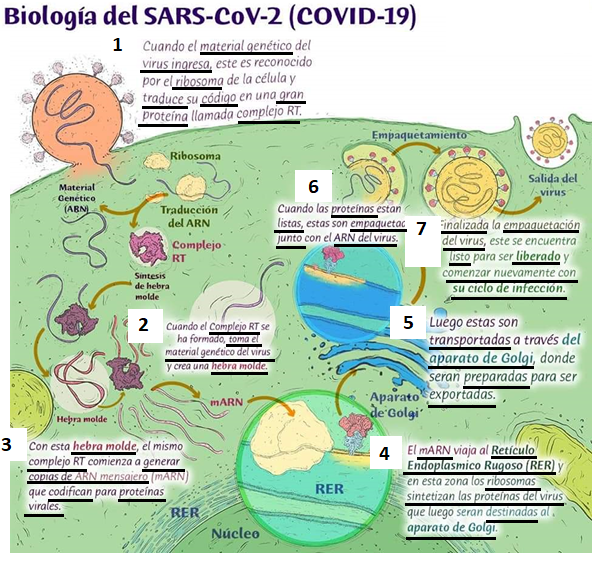 Biología del SARS-CoV-2 (COVID-19)
1
Cuando el material genético del
virus ingresa, este es reconocido
por el ribosoma de la célula y
traduce su código en una gran
proteína llamada complejo RT.
Ribosoma
Material
Genético
(ARN)
Traducción
del ARN
Complejo
RT
Síntesis
de hebra
molde
2
Cuando el Complejo RT se
ha formado, toma el
material genético del virus
y crea una hebra molde.
Hebra molde
mARN
3
Con esta hebra molde, el mismo
complejo RT comienza a generar
copias de ARN mensajero (mARN)
que codifican para proteínas
virales.
RER
Núcleo
RER
4
El mARN viaja al Retículo
Endoplasmico Rugoso (RER) y
en esta zona los ribosomas
sintetizan las proteínas del virus
que luego seran destinadas al
aparato de Golgi.
Aparato
de Golgi
5
Luego estas son
transportadas a través del
aparato de Golgi, donde
seran preparadas para ser
exportadas.
6
Cuando las proteínas estan
listas, estas son empaquetad
junto con el ARN del virus.
Empaquetamiento
7
Finalizada la empaquetación
del virus, este se encuentra
listo para ser liberado y
comenzar nuevamente con
su ciclo de infección.
Salida del
virus